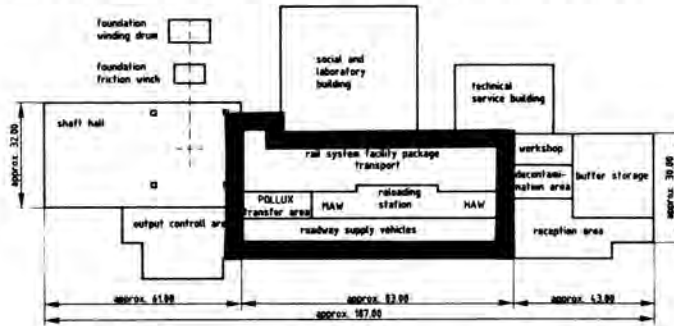 foundation
winding drum
foundation
friction winch
social and
laboratory
building
technical
service building
shaft hall
approx. 32.00
rail system facility package
transport
workshop
decontami-
nation area
buffer storage
approx. 30.00
POLLUX
transfer area
MAW
reloading
station
HAW
output controll area
roadway supply vehicles
reception area
approx. 61.00
approx. 83.00
approx. 43.00
approx. 187.00